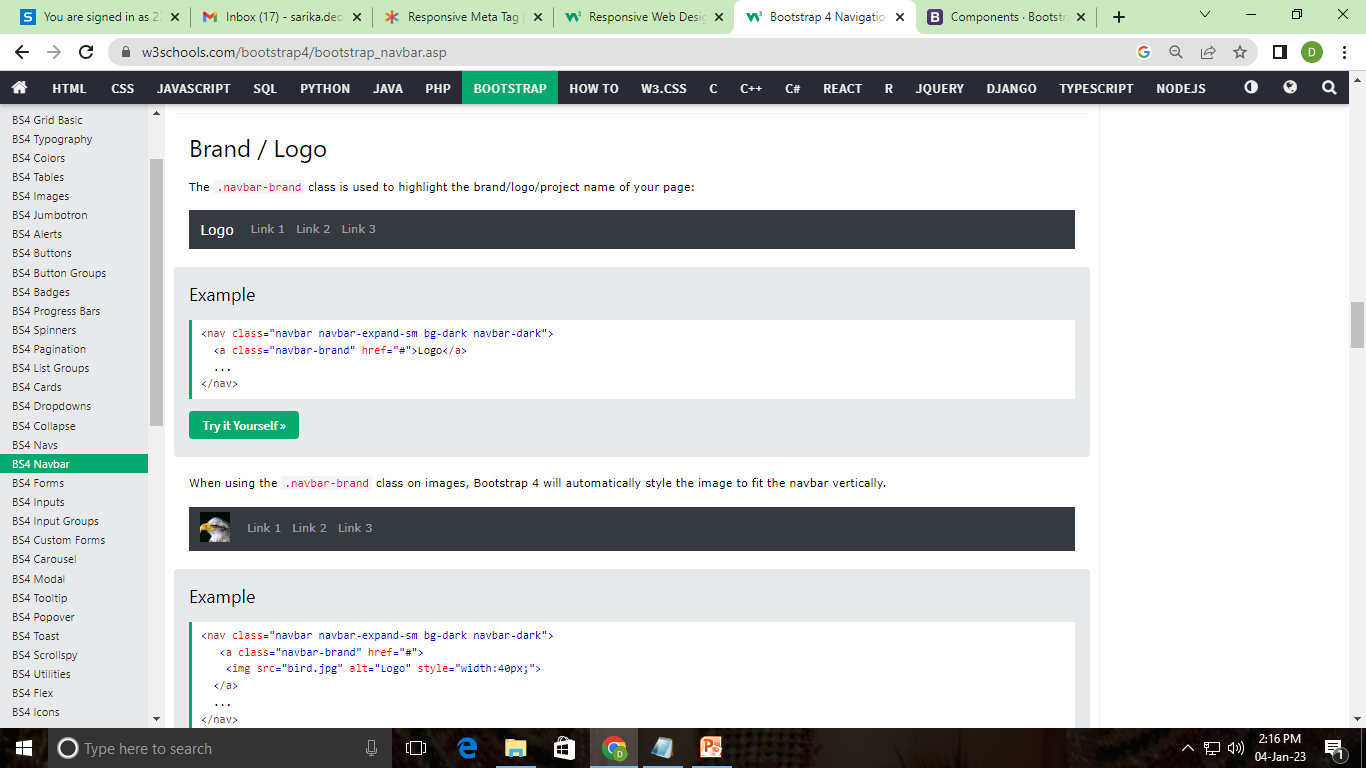 You are signed in as 22
Inbox (17) - sarika.deo
Responsive Meta Tag |
Responsive Web Desig
Bootstrap 4 Navigatio
Components · Bootstr
w3schools.com/bootstrap4/bootstrap_navbar.asp
D
HTML CSS JAVASCRIPT SQL PYTHON JAVA PHP BOOTSTRAP HOW TO W3.CSS C C++ C# REACT R JQUERY DJANGO TYPESCRIPT NODEJS
BS4 Grid Basic
BS4 Typography
BS4 Colors
BS4 Tables
BS4 Images
BS4 Jumbotron
BS4 Alerts
BS4 Buttons
BS4 Button Groups
BS4 Badges
BS4 Progress Bars
BS4 Spinners
BS4 Pagination
BS4 List Groups
BS4 Cards
BS4 Dropdowns
BS4 Collapse
BS4 Navs
BS4 Navbar
BS4 Forms
BS4 Inputs
BS4 Input Groups
BS4 Custom Forms
BS4 Carousel
BS4 Modal
BS4 Tooltip
BS4 Popover
BS4 Toast
BS4 Scrollspy
BS4 Utilities
BS4 Flex
BS4 Icons
Brand / Logo
The .navbar-brand class is used to highlight the brand/logo/project name of your page:
Logo Link 1 Link 2 Link 3
Example
<nav class="navbar navbar-expand-sm bg-dark navbar-dark">
<a class="navbar-brand" href="#">Logo</a>
...
</nav>
Try it Yourself »
When using the .navbar-brand class on images, Bootstrap 4 will automatically style the image to fit the navbar vertically.
Link 1 Link 2 Link 3
Example
<nav class="navbar navbar-expand-sm bg-dark navbar-dark">
<a class="navbar-brand" href="#">
<img src="bird.jpg" alt="Logo" style="width:40px;">
</a>
...
</nav>
Type here to search
2:16 PM
04-Jan-23
1